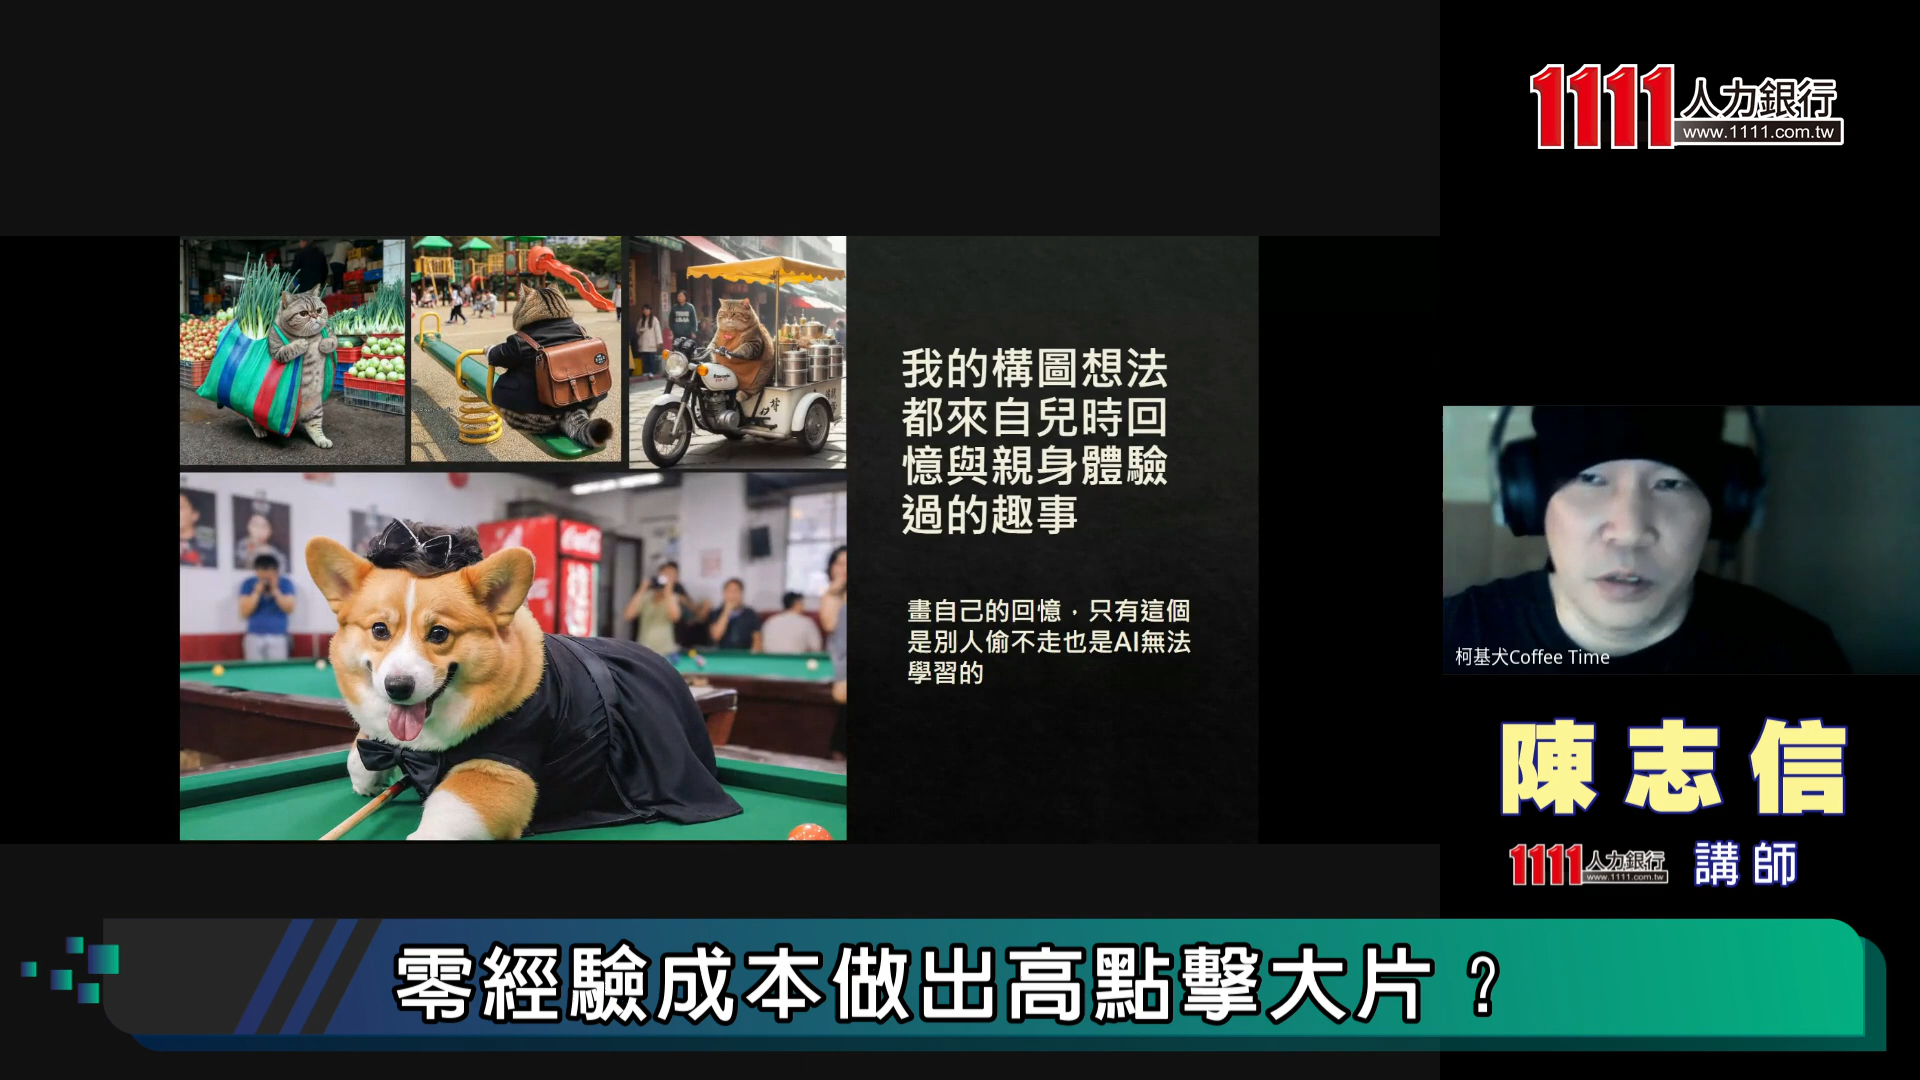 1111人力銀行
www.1111.com.tw
我的構圖想法
都來自兒時回
憶與親身體驗
過的趣事
畫自己的回憶，只有這個
是別人偷不走也是AI無法
學習的
柯基犬Coffee Time
陳志信
1111人力銀行
www.1111.com.tw
講師
零經驗成本做出高點擊大片？